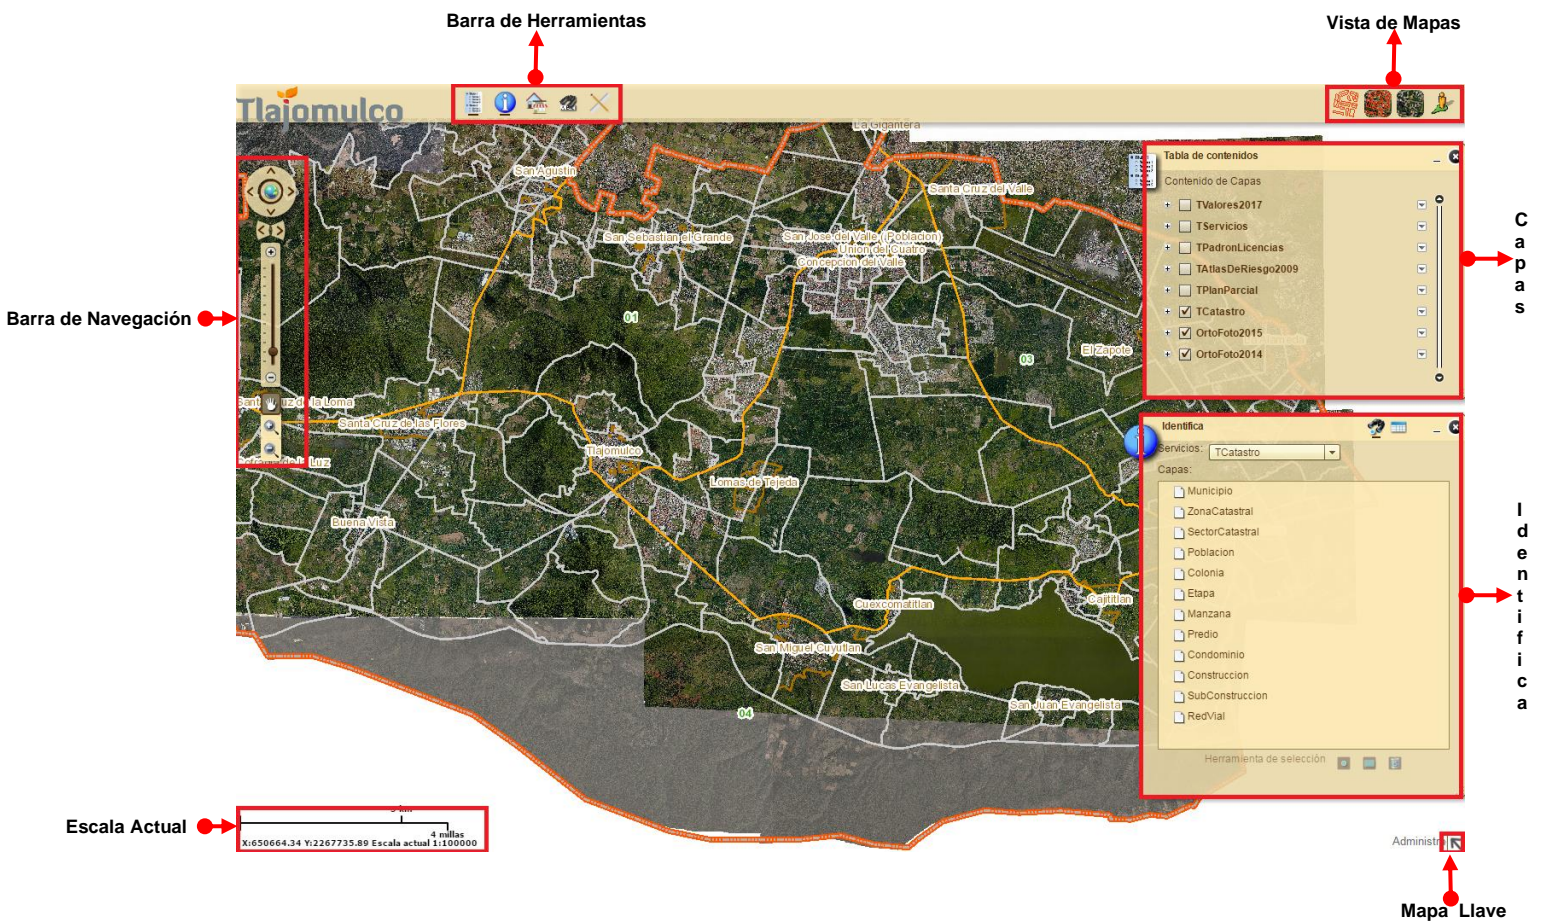 Barra de Herramientas
Vista de Mapas
Tlajomulco
La Gigantera
San Agustin
Santa Cruz del Valle
San Sebastian el Grande
San Jose del Valle (Poblacion)
Union del Cuatro
Concepcion del Valle
01
03
El Zapote
Santa Cruz de las Flores
Tlajomulco
Lomas de Tejeda
Buena Vista
Cuexcomatitlan
Cajititlan
San Miguel Cuyutlan
San Lucas Evangelista
San Juan Evangelista
04
Barra de Navegación
Tabla de contenidos
Contenido de Capas
TValores2017
TServicios
TPadronLicencias
TAtlasDeRiesgo2009
TPlanParcial
TCatastro
OrtoFoto2015
OrtoFoto2014
Capas
Identifica
Servicios: TCatastro
Capas:
Municipio
ZonaCatastral
SectorCatastral
Poblacion
Colonia
Etapa
Manzana
Predio
Condominio
Construccion
SubConstruccion
RedVial
Herramienta de selección
Identifica
Escala Actual
4 millas
X:650664.34 Y:2267735.89 Escala actual 1:100000
Administro
Mapa Llave